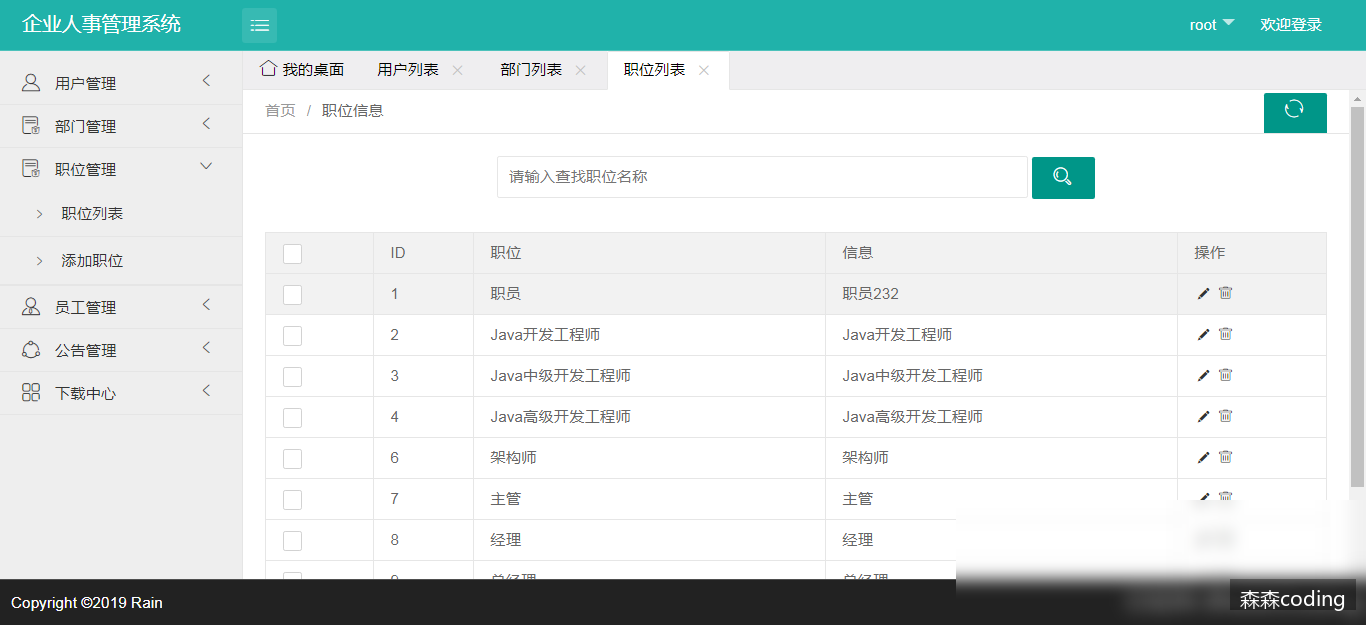 企业人事管理系统
root 欢迎登录
我的桌面 用户列表 部门列表 职位列表
用户管理
部门管理
职位管理
职位列表
添加职位
员工管理
公告管理
下载中心
首页 / 职位信息
请输入查找职位名称
ID 职位 信息 操作
1 职员 职员232
2 Java开发工程师 Java开发工程师
3 Java中级开发工程师 Java中级开发工程师
4 Java高级开发工程师 Java高级开发工程师
6 架构师 架构师
7 主管 主管
8 经理 经理
9 总经理 总经理
Copyright ©2019 Rain
森森coding